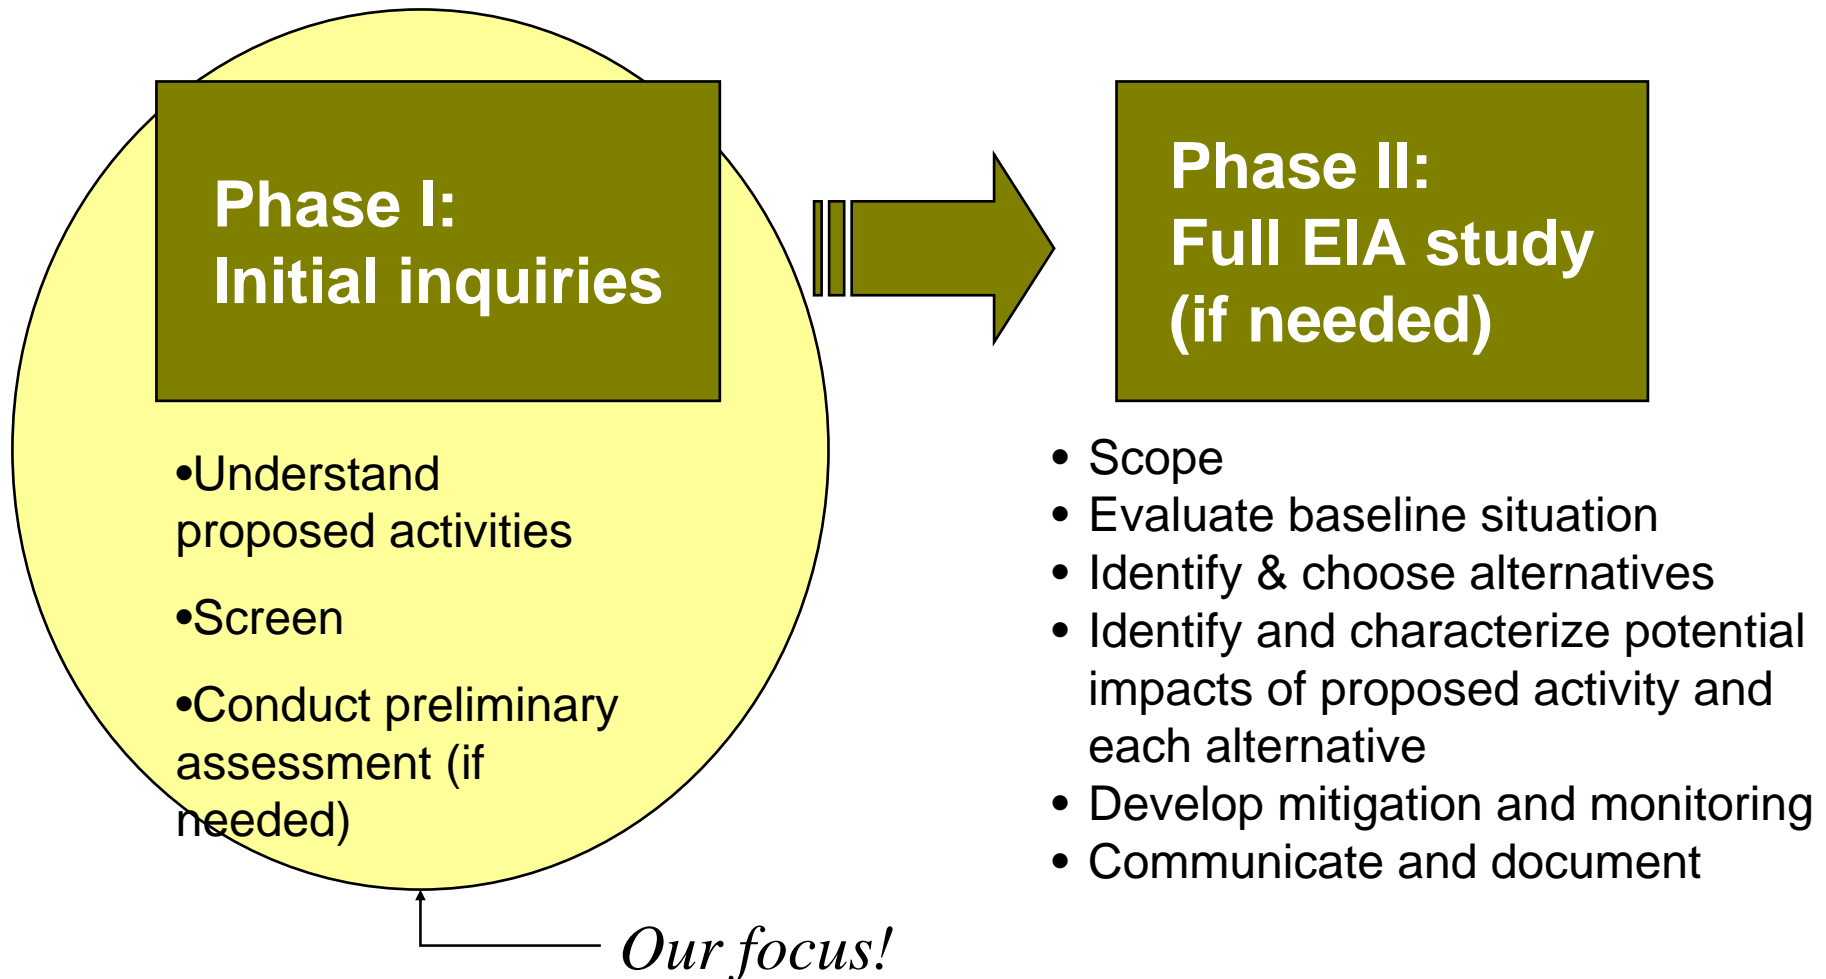 Phase I:
Initial inquiries
•Understand
proposed activities
•Screen
•Conduct preliminary
assessment (if
needed)
Phase II:
Full EIA study
(if needed)
• Scope
• Evaluate baseline situation
• Identify & choose alternatives
• Identify and characterize potential
impacts of proposed activity and
each alternative
• Develop mitigation and monitoring
• Communicate and document
Our focus!